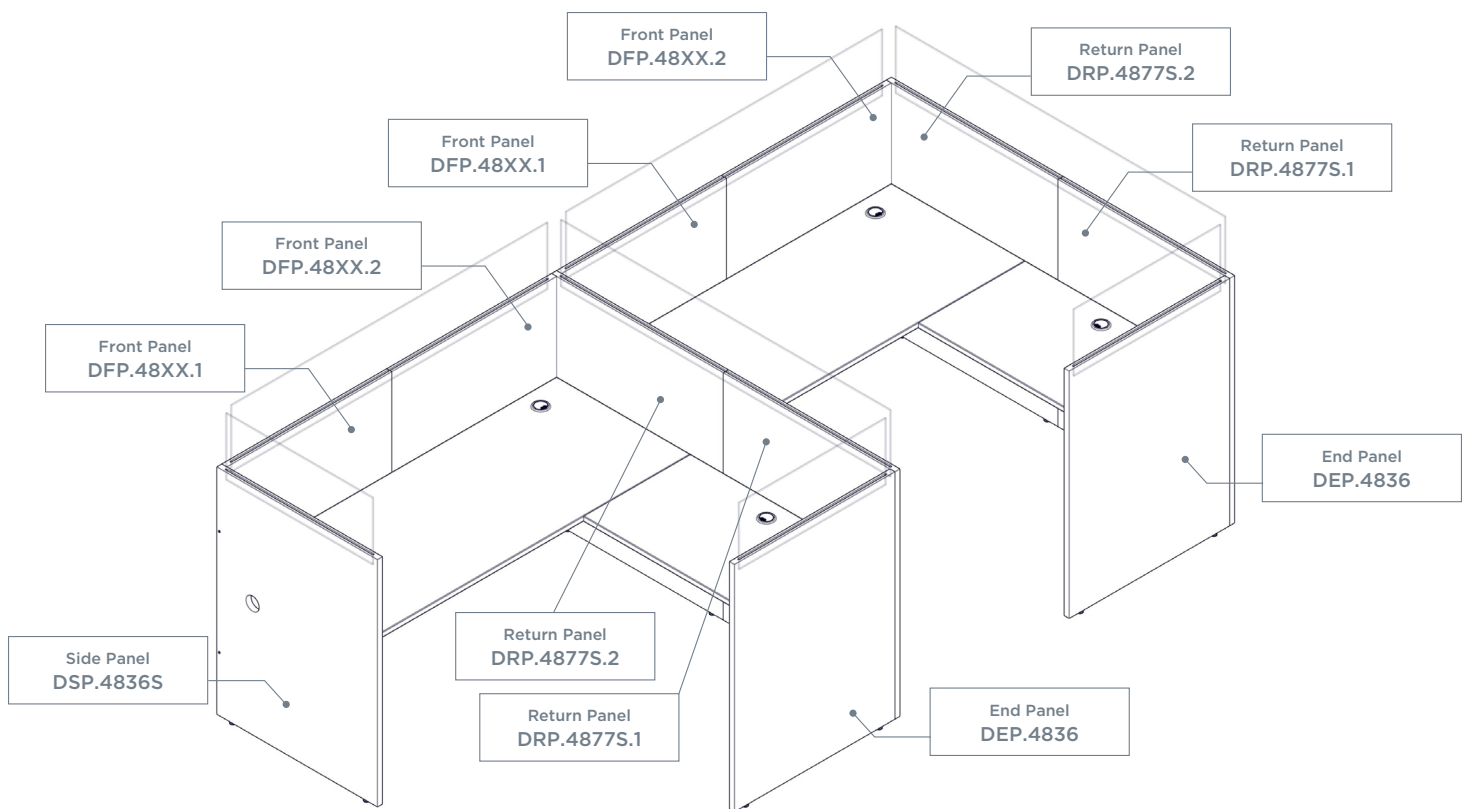 Front Panel
DFP.48XX.2
Return Panel
DRP.4877S.2
Front Panel
DFP.48XX.1
Return Panel
DRP.4877S.1
Front Panel
DFP.48XX.2
Front Panel
DFP.48XX.1
End Panel
DEP.4836
Return Panel
DRP.4877S.2
Side Panel
DSP.4836S
Return Panel
DRP.4877S.1
End Panel
DEP.4836